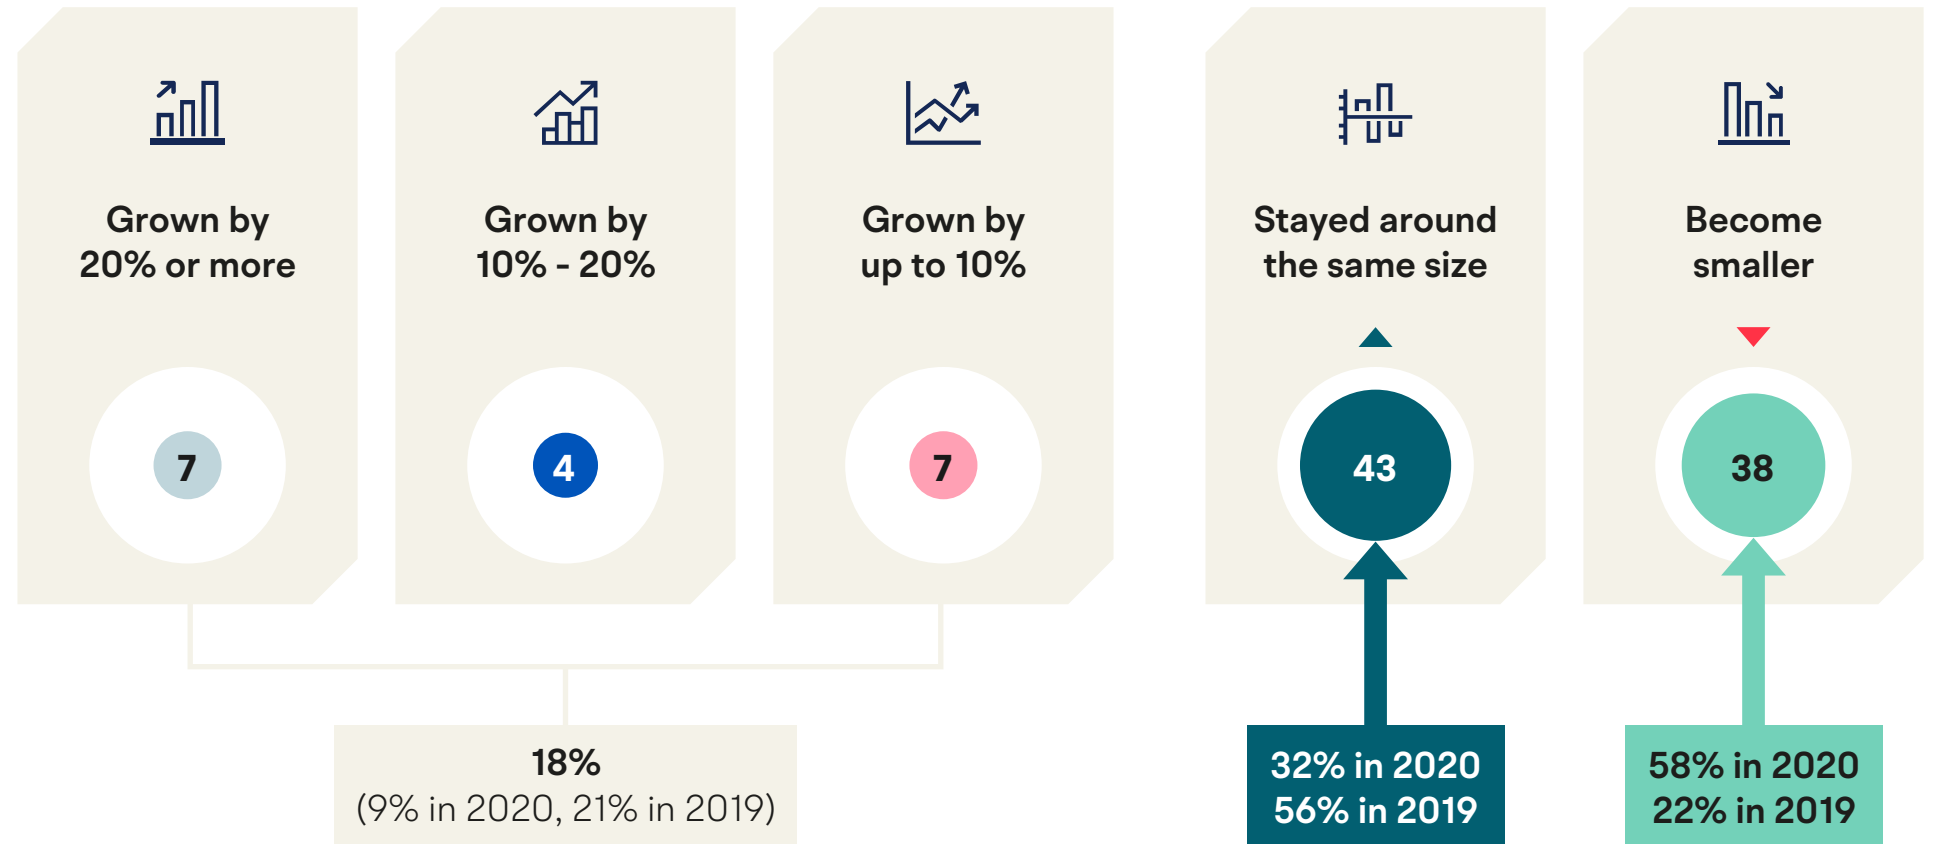 Grown by
20% or more
7
Grown by
10% - 20%
4
Grown by
up to 10%
7
Stayed around
the same size
43
Become
smaller
38
18%
(9% in 2020, 21% in 2019)
32% in 2020
56% in 2019
58% in 2020
22% in 2019